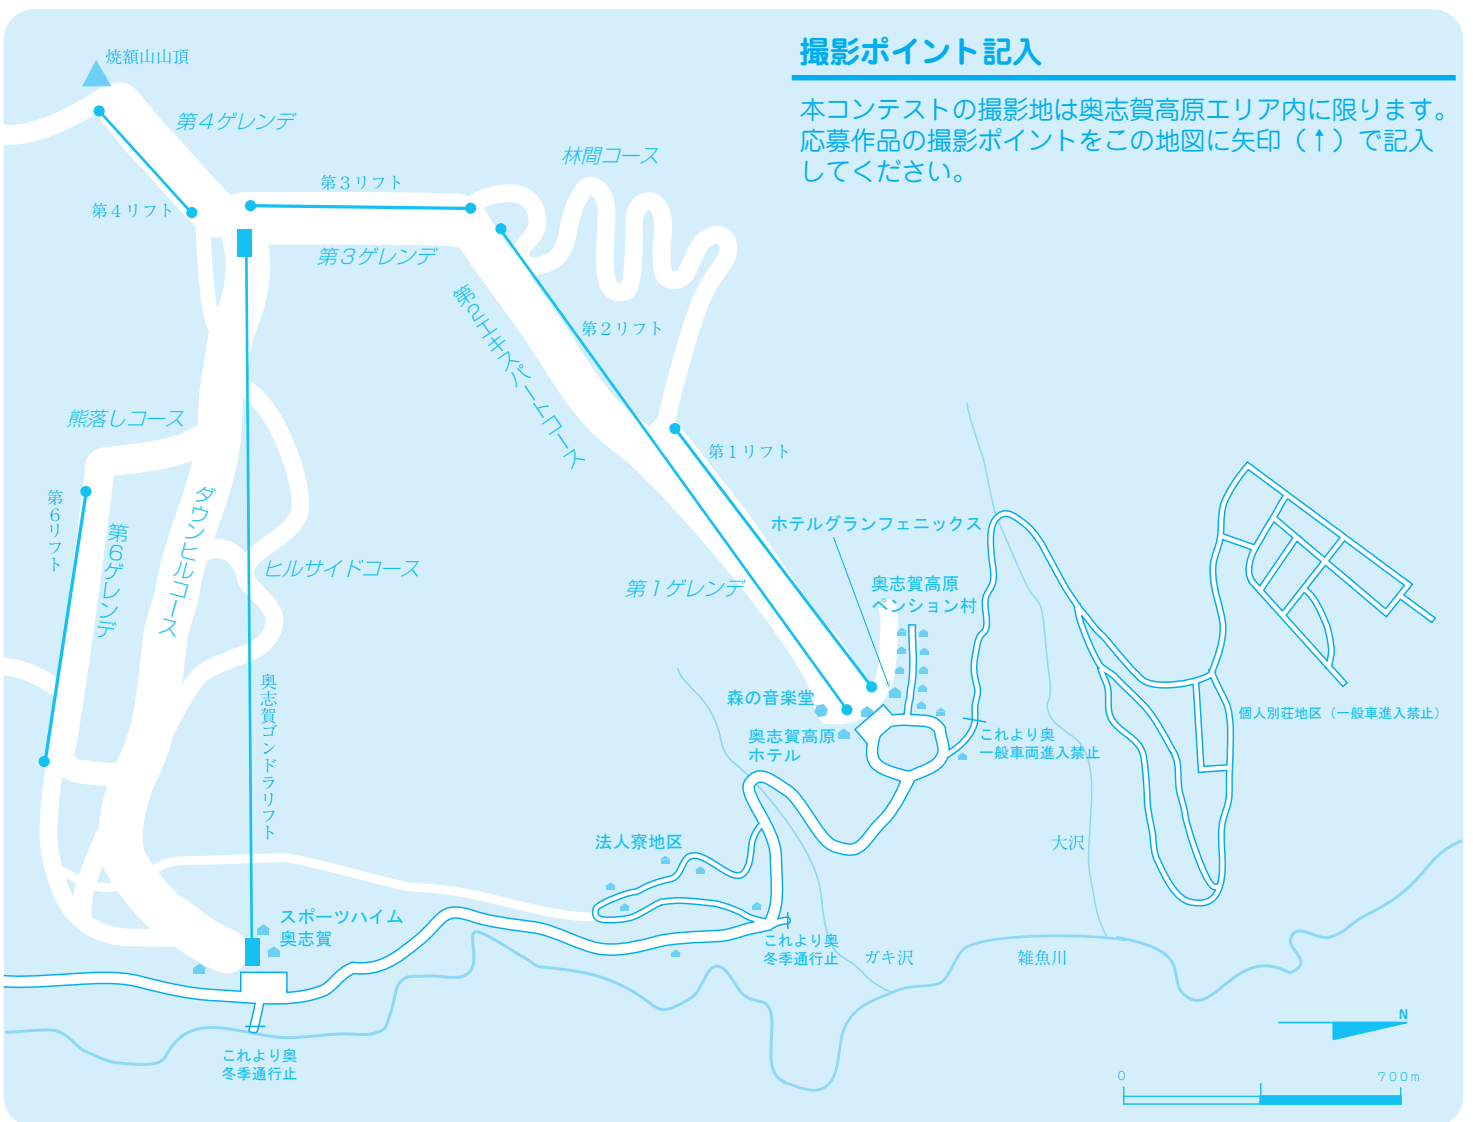 撮影ポイント記入
本コンテストの撮影地は奥志賀高原エリア内に限ります。
応募作品の撮影ポイントをこの地図に矢印（↑）で記入
してください。
焼額山山頂
第4ゲレンデ
林間コース
第3リフト
第4リフト
第3ゲレンデ
第2エキスパートコース
第2リフト
熊落しコース
第1リフト
第6リフト
第6ゲレンデ
ダウンヒルコース
ヒルサイドコース
ホテルグランフェニックス
第1ゲレンデ
奥志賀高原
ペンション村
奥志賀ゴンドラリフト
森の音楽堂
奥志賀高原
ホテル
これより奥
一般車両進入禁止
個人別荘地区（一般車進入禁止）
法人寮地区
大沢
スポーツハイム
奥志賀
これより奥
冬季通行止
ガキ沢
雑魚川
これより奥
冬季通行止
N
0
700m